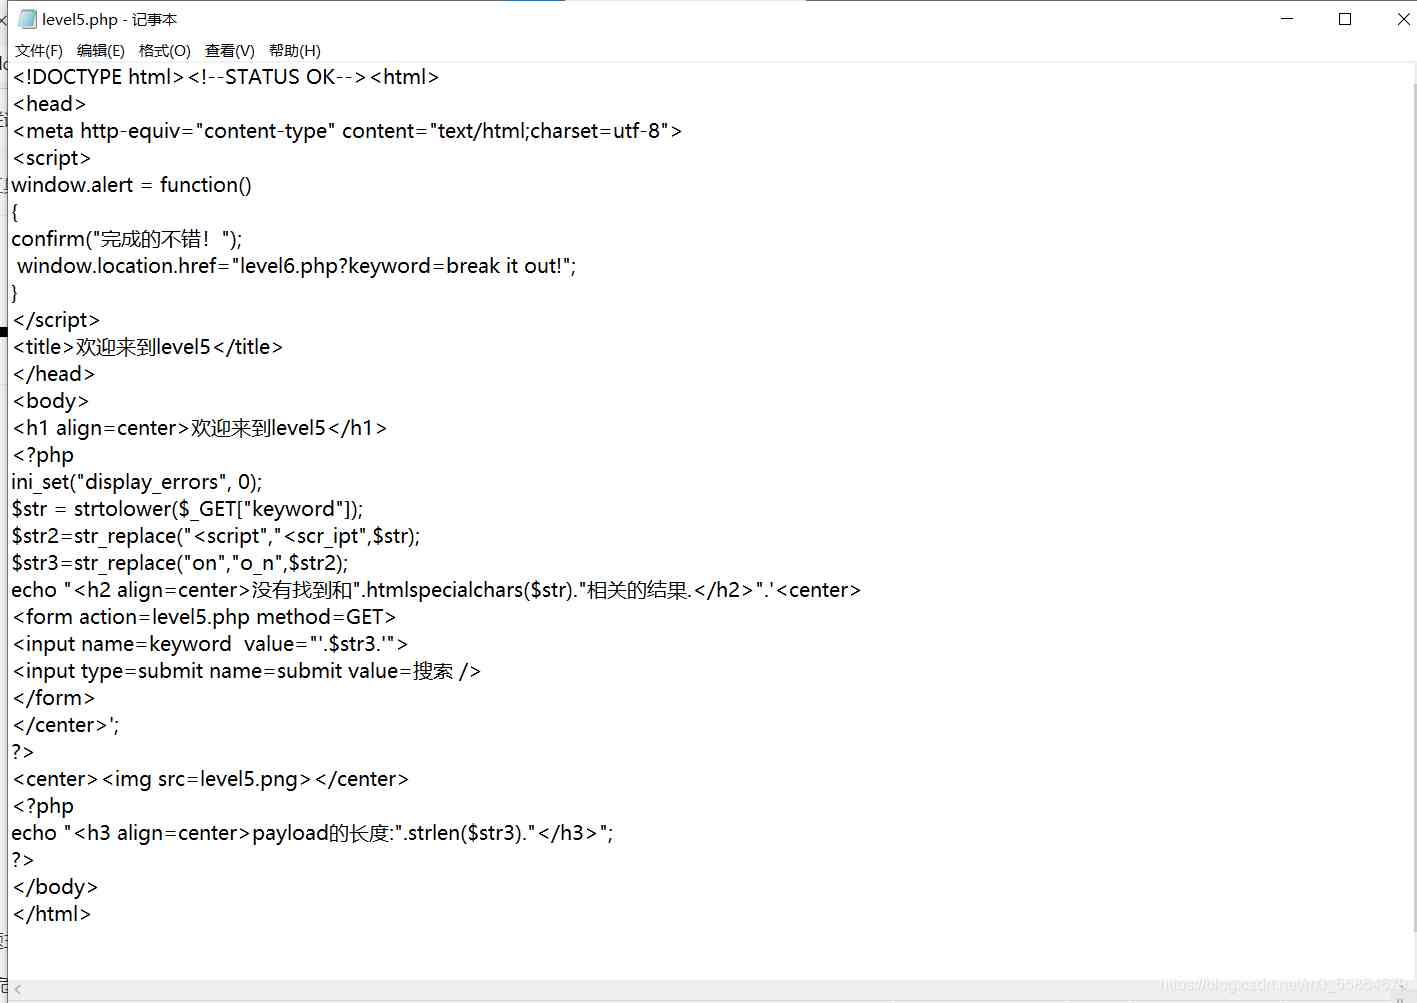 level5.php - 记事本
文件(F) 编辑(E) 格式(O) 查看(V) 帮助(H)
<!DOCTYPE html><!--STATUS OK--><html>
<head>
<meta http-equiv="content-type" content="text/html;charset=utf-8">
<script>
window.alert = function()
{
confirm("完成的不错！");
 window.location.href="level6.php?keyword=break it out!";
}
</script>
<title>欢迎来到level5</title>
</head>
<body>
<h1 align=center>欢迎来到level5</h1>
<?php
ini_set("display_errors", 0);
$str = strtolower($_GET["keyword"]);
$str2=str_replace("<script","<scr_ipt",$str);
$str3=str_replace("on","o_n",$str2);
echo "<h2 align=center>没有找到和".htmlspecialchars($str)."相关的结果.</h2>".'<center>
<form action=level5.php method=GET>
<input name=keyword  value="'.$str3.'">
<input type=submit name=submit value=搜索 />
</form>
</center>';
?>
<center><img src=level5.png></center>
<?php
echo "<h3 align=center>payload的长度:".strlen($str3)."</h3>";
?>
</body>
</html>